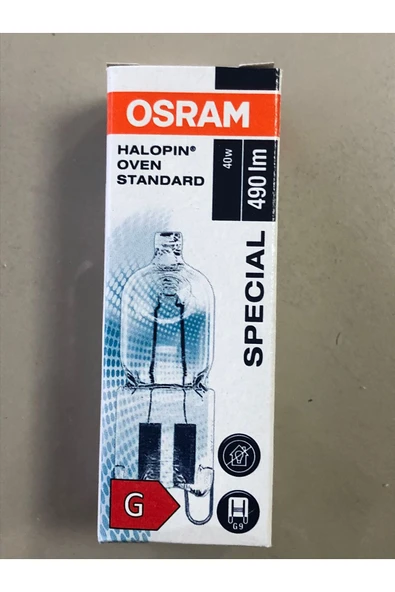 OSRAM
HALOPIN®
OVEN
STANDARD
40w
490 lm
SPECIAL
G
G9